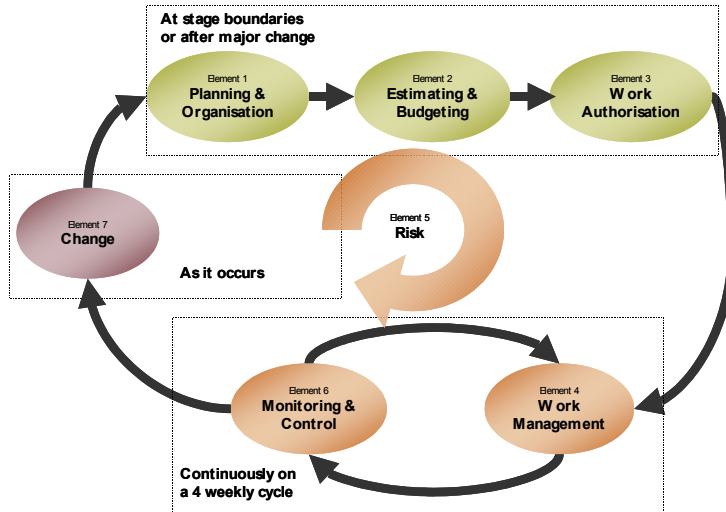 At stage boundaries
or after major change
Element 1
Planning &
Organisation
Element 2
Estimating &
Budgeting
Element 3
Work
Authorisation
Element 7
Change
As it occurs
Element 5
Risk
Element 6
Monitoring &
Control
Element 4
Work
Management
Continuously on
a 4 weekly cycle